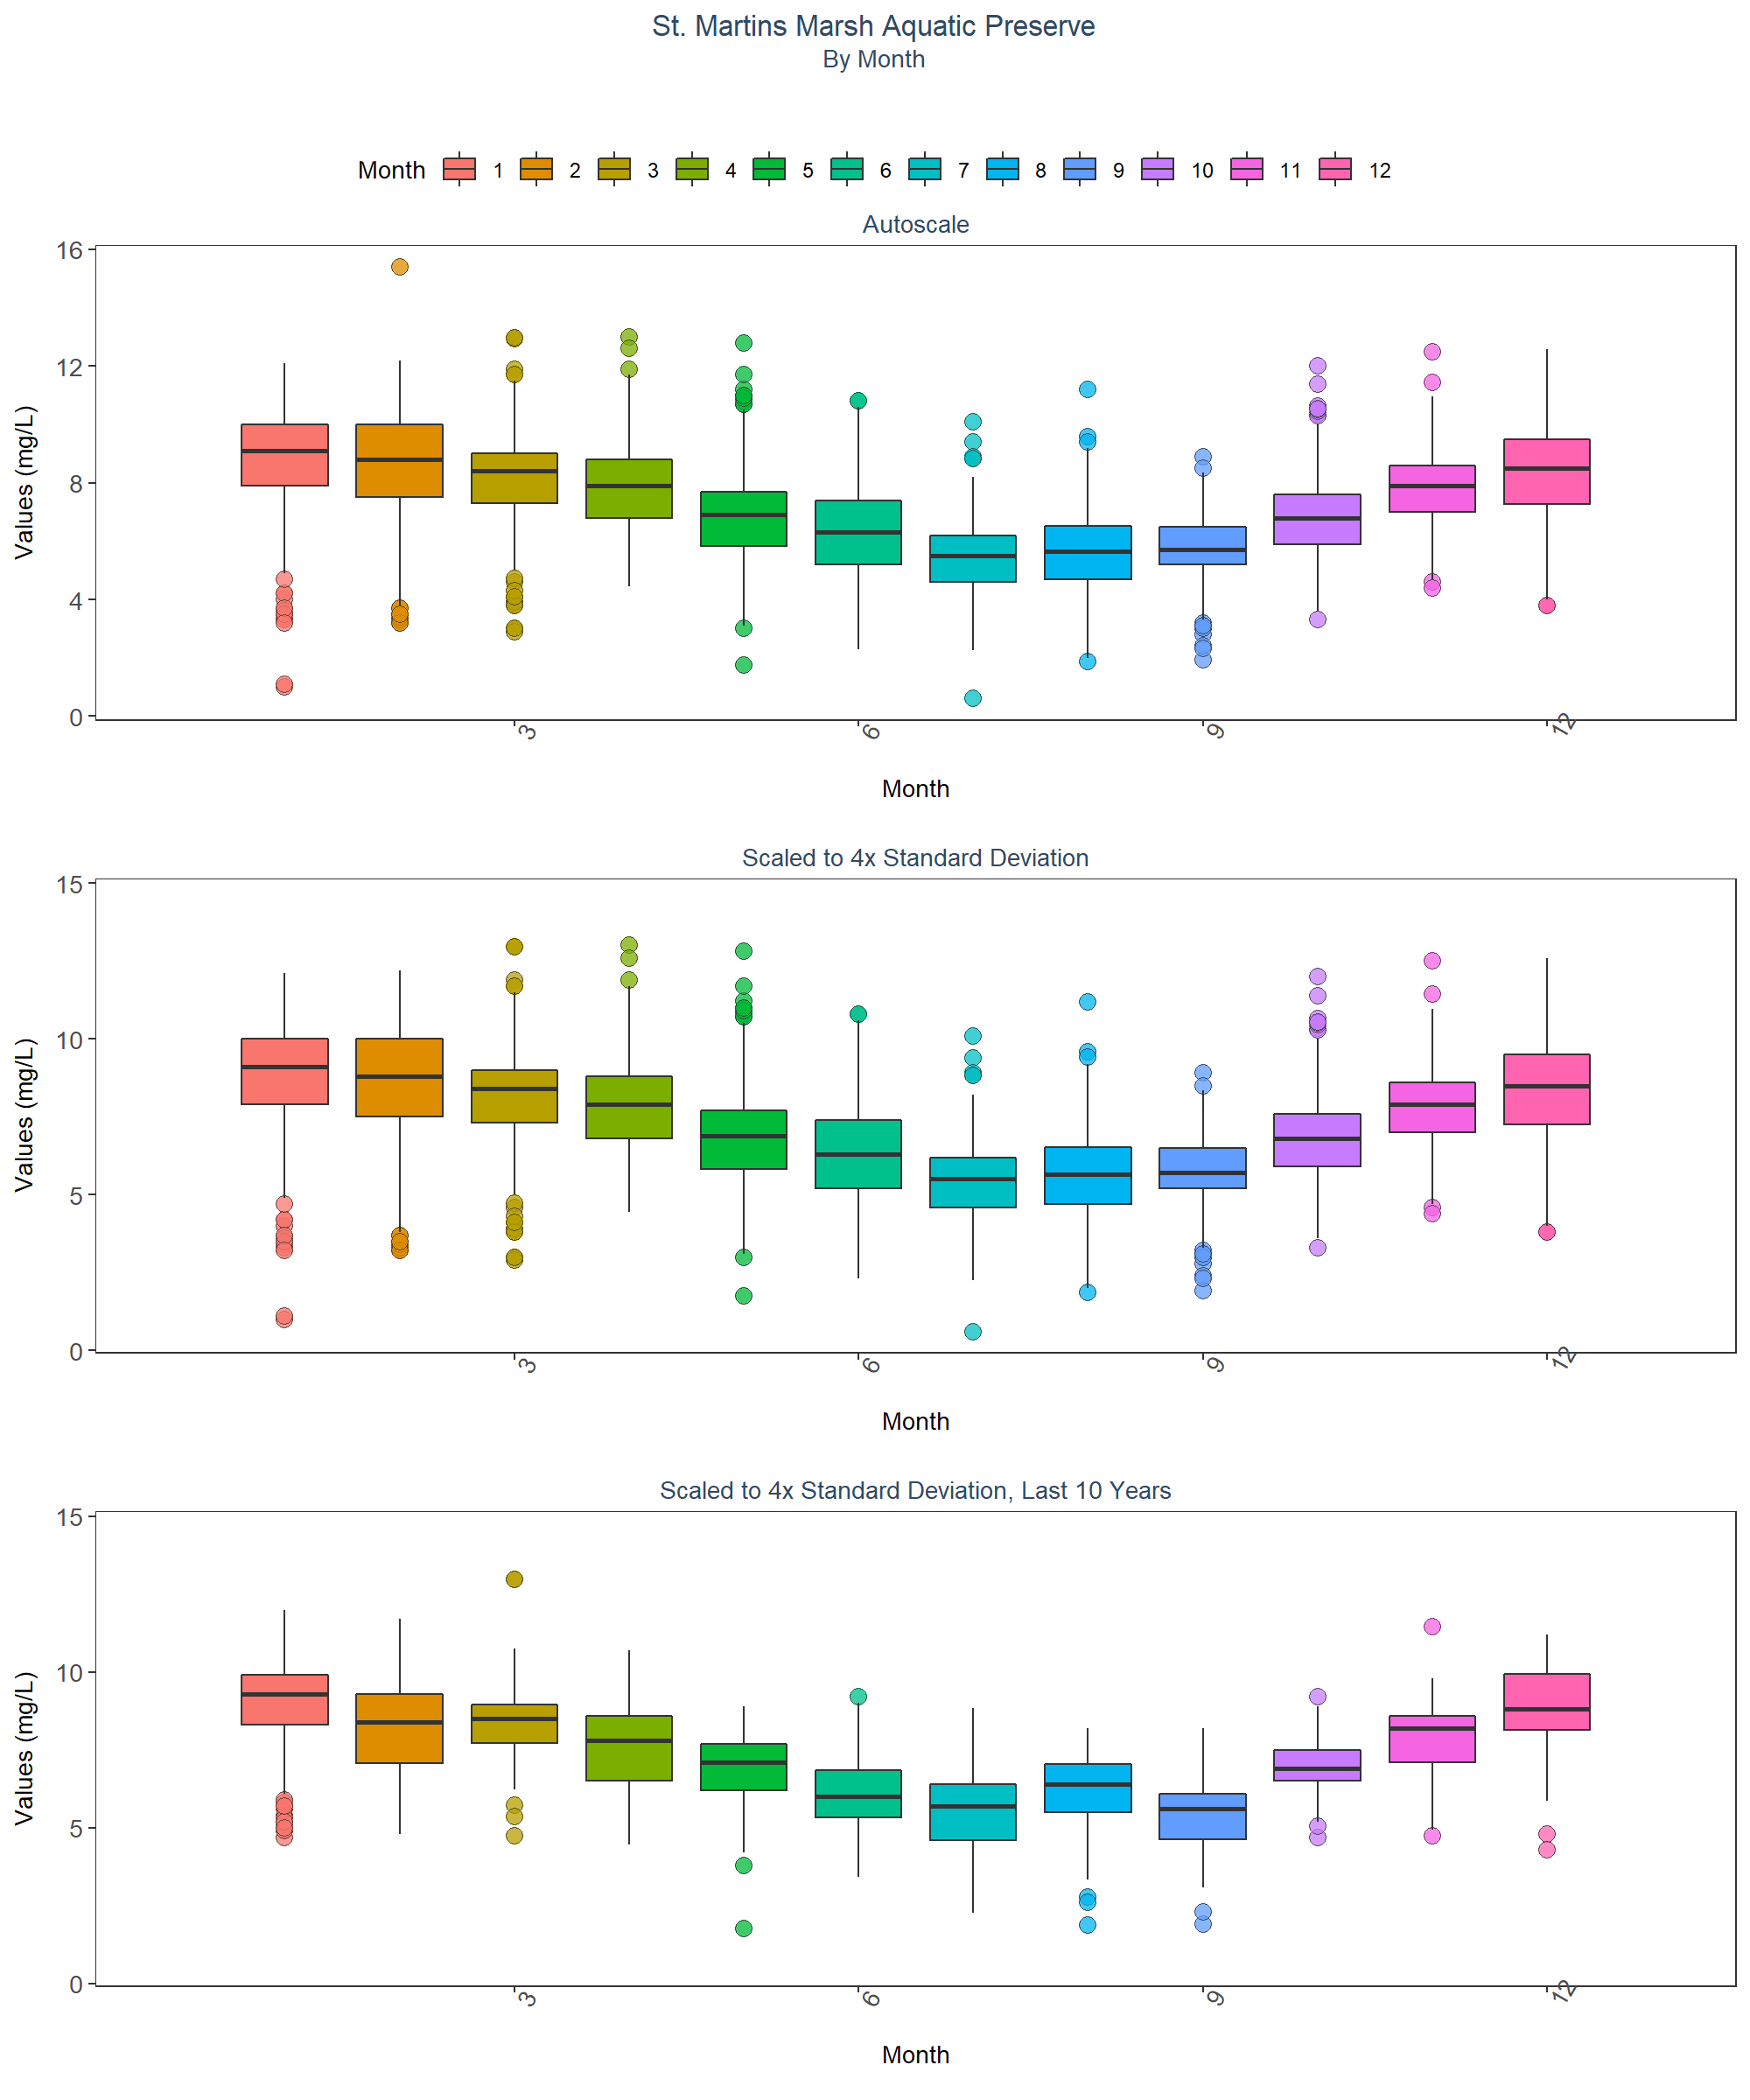 St. Martins Marsh Aquatic Preserve
By Month
Month 1 2 3 4 5 6 7 8 9 10 11 12
Autoscale
16
12
8
4
0
Values (mg/L)
3 6 9 12
Month
Scaled to 4x Standard Deviation
15
10
5
0
Values (mg/L)
3 6 9 12
Month
Scaled to 4x Standard Deviation, Last 10 Years
15
10
5
0
Values (mg/L)
3 6 9 12
Month